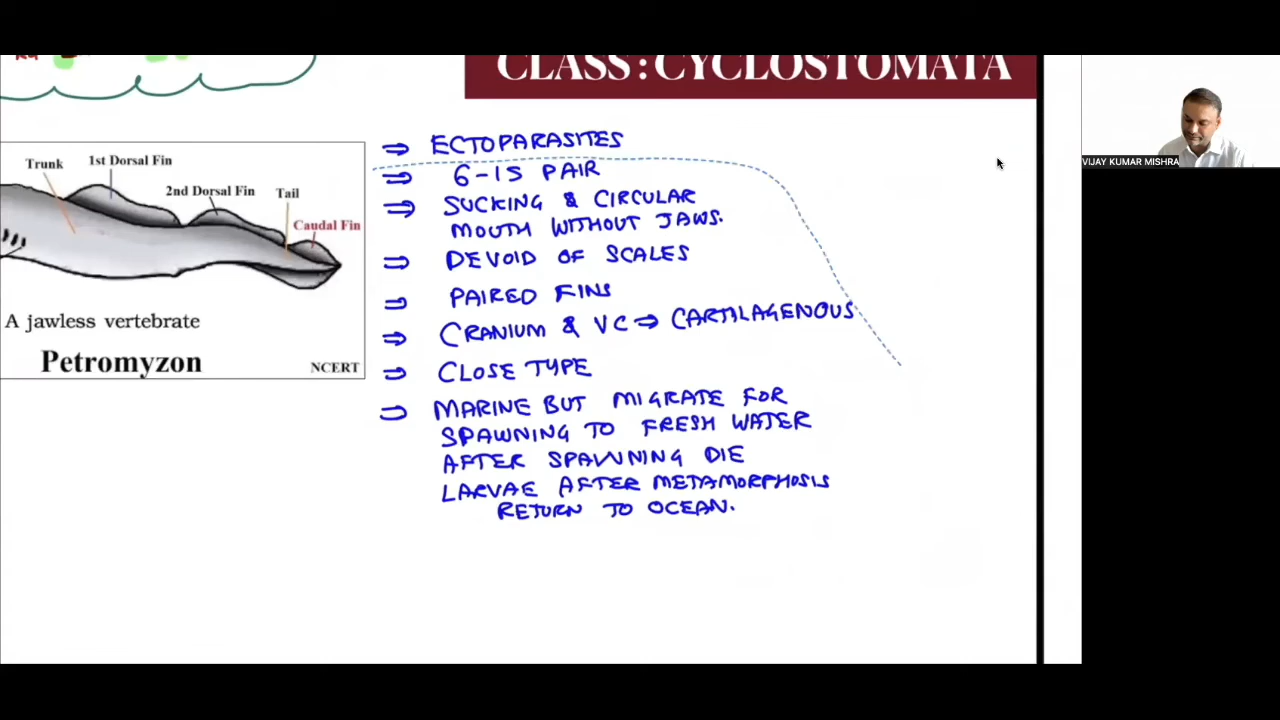 CLASS : CYCLOSTOMATA
VIJAY KUMAR MISHRA
Trunk
1st Dorsal Fin
2nd Dorsal Fin
Tail
Caudal Fin
A jawless vertebrate
Petromyzon
NCERT
⇒ ECTOPARASITES
⇒ 6-15 PAIR
⇒ SUCKING & CIRCULAR
MOUTH WITHOUT JAWS.
⇒ DEVOID OF SCALES
⇒ PAIRED FINS
⇒ CRANIUM & VC ⇒ CARTILAGENOUS
⇒ CLOSE TYPE
⇒ MARINE BUT MIGRATE FOR
SPAWNING TO FRESH WATER
AFTER SPAWNING DIE
LARVAE AFTER METAMORPHOSIS
RETURN TO OCEAN.